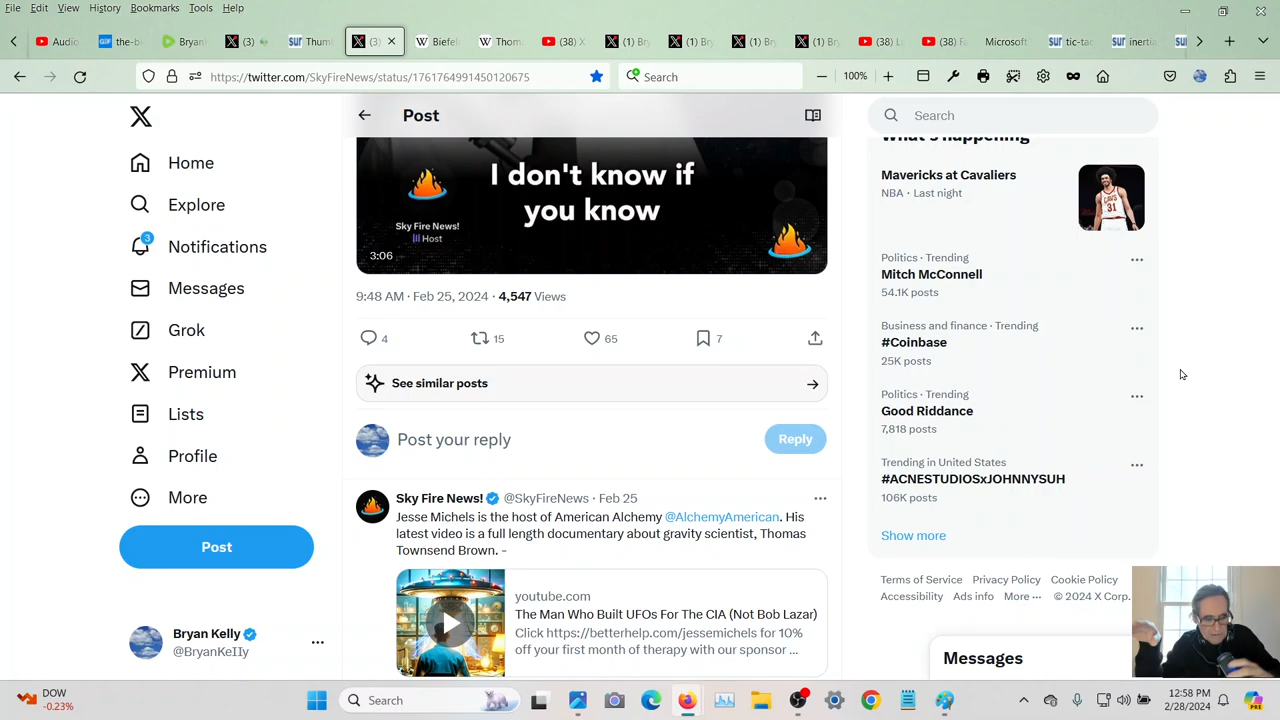 File Edit View History Bookmarks Tools Help
Audio
GIF the-b
Bryan
(3)
SUT Thum
(3)
W Biefel
W Thom
(38) X
(1) Br
(1) By
(1) Br
(1) Bry
(38) L
(38) Fa
Microsoft
tic-tac
inertia
https://twitter.com/SkyFireNews/status/1761764991450120675
Search
100%
Home
Explore
3
Notifications
Messages
Grok
Premium
Lists
Profile
More
Post
Bryan Kelly
@BryanKeIIy
Post
I don't know if
you know
Sky Fire News!
Host
3:06
9:48 AM · Feb 25, 2024 · 4,547 Views
4
15
65
7
See similar posts
Post your reply
Reply
Sky Fire News! @SkyFireNews · Feb 25
Jesse Michels is the host of American Alchemy @AlchemyAmerican. His
latest video is a full length documentary about gravity scientist, Thomas
Townsend Brown. -
youtube.com
The Man Who Built UFOs For The CIA (Not Bob Lazar)
Click https://betterhelp.com/jessemichels for 10%
off your first month of therapy with our sponsor ...
Search
What's happening
Mavericks at Cavaliers
NBA · Last night
Politics · Trending
Mitch McConnell
54.1K posts
Business and finance · Trending
#Coinbase
25K posts
Politics · Trending
Good Riddance
7,818 posts
Trending in United States
#ACNESTUDIOSxJOHNNYSUH
106K posts
Show more
Terms of Service Privacy Policy Cookie Policy
Accessibility Ads info More ··· © 2024 X Corp.
Messages
DOW
-0.23%
Search
12:58 PM
2/28/2024